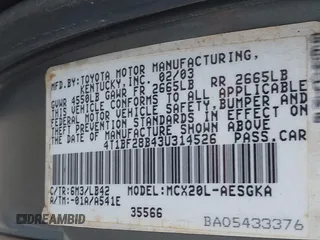 MFD.BY:TOYOTA MOTOR MANUFACTURING,
KENTUCKY, INC. 02/03
GVWR 4550LB GAWR FR 2665LB RR 2665LB
THIS VEHICLE CONFORMS TO ALL APPLICABLE
FEDERAL MOTOR VEHICLE SAFETY, BUMPER AND
THEFT PREVENTION STANDARDS IN EFFECT ON
THE DATE OF MANUFACTURE SHOWN ABOVE.
4T1BF28B43U314526 PASS.CAR
C/TR:6M3/LB42 MODEL:MCX20L-AESGKA
A/TM:-01A/A541E
35566
BA05433376
© DREAMBID